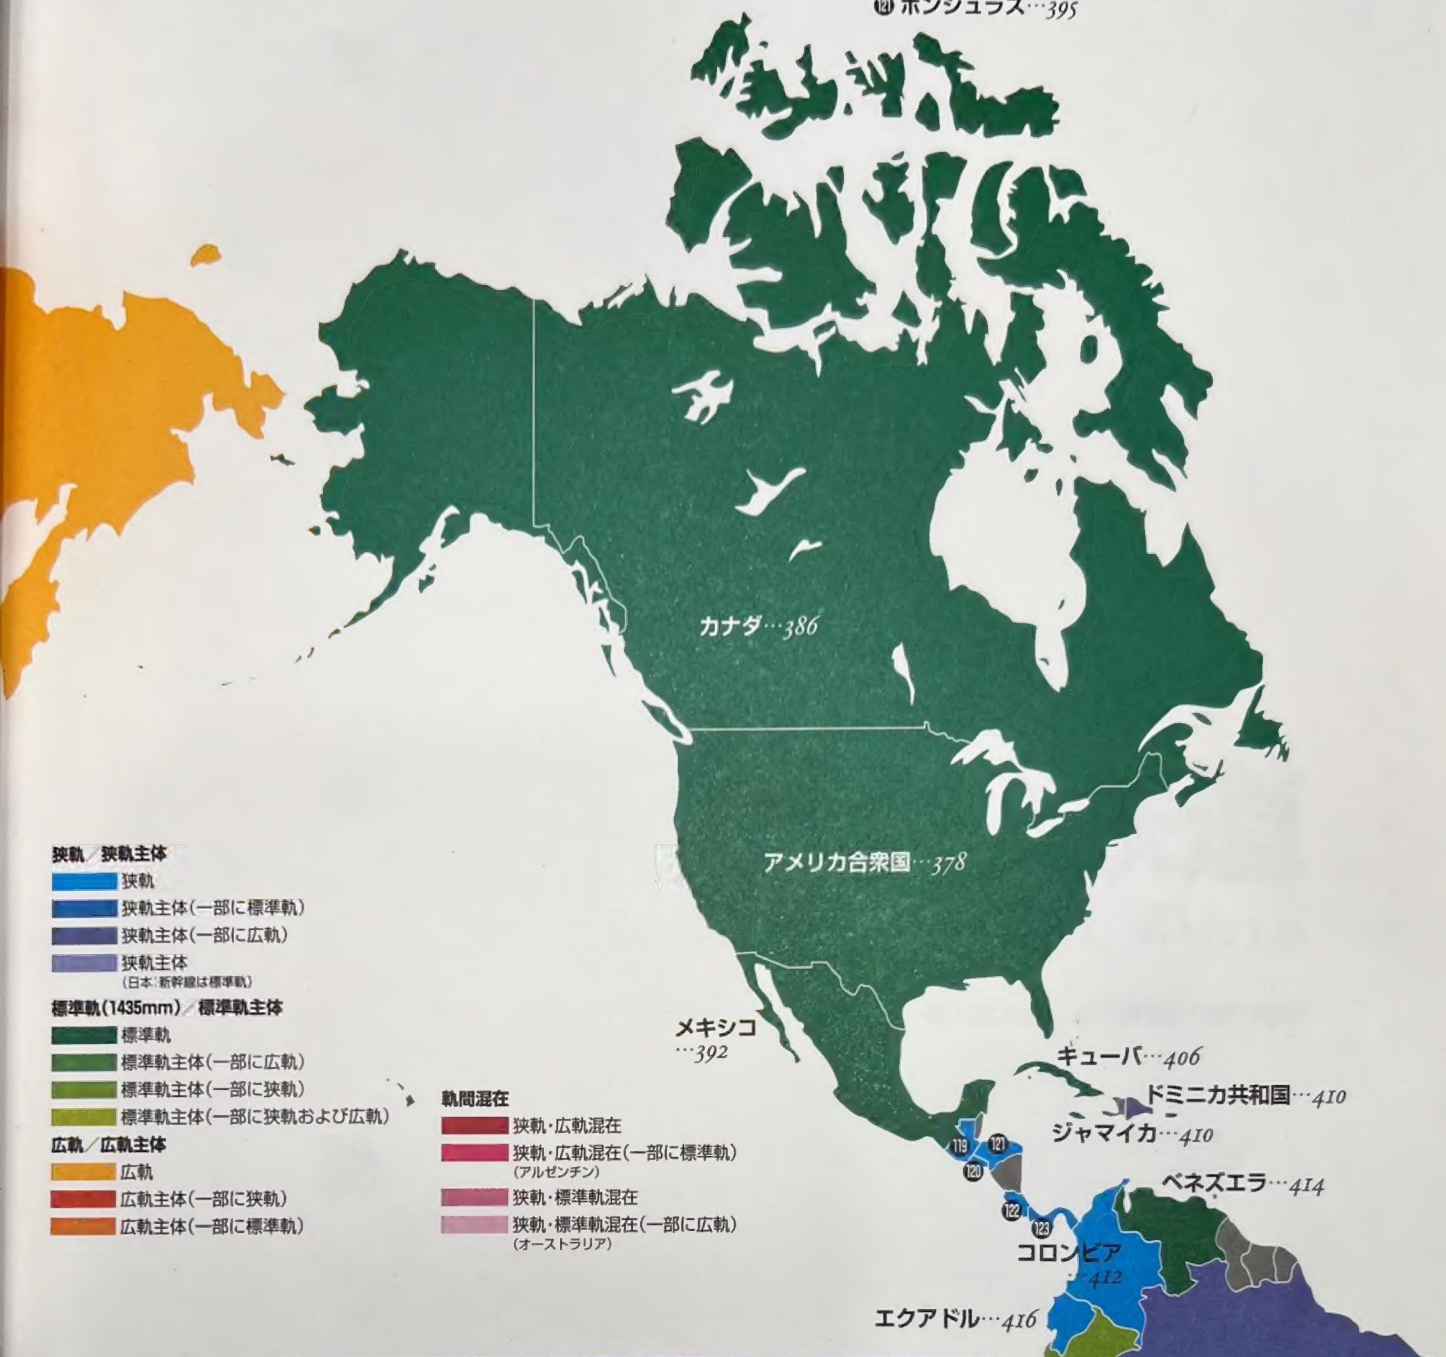 121 ホンジュラス…395
カナダ…386
アメリカ合衆国…378
メキシコ
…392
キューバ…406
ドミニカ共和国…410
ジャマイカ…410
119
121
120
ベネズエラ…414
122
123
コロンビア
…412
エクアドル…416
狭軌／狭軌主体
狭軌
狭軌主体（一部に標準軌）
狭軌主体（一部に広軌）
狭軌主体
（日本：新幹線は標準軌）
標準軌（1435mm）／標準軌主体
標準軌
標準軌主体（一部に広軌）
標準軌主体（一部に狭軌）
標準軌主体（一部に狭軌および広軌）
広軌／広軌主体
広軌
広軌主体（一部に狭軌）
広軌主体（一部に標準軌）
軌間混在
狭軌・広軌混在
狭軌・広軌混在（一部に標準軌）
（アルゼンチン）
狭軌・標準軌混在
狭軌・標準軌混在（一部に広軌）
（オーストラリア）